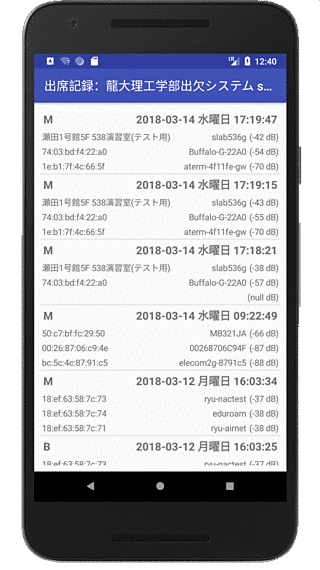 12:40
出席記録: 龍大理工学部出欠システム s...
M 2018-03-14 水曜日 17:19:47
瀬田1号館5F 538演習室(テスト用) slab536g (-42 dB)
74:03:bd:f4:22:a0 Buffalo-G-22A0 (-54 dB)
1e:b1:7f:4c:66:5f aterm-4f11fe-gw (-70 dB)
M 2018-03-14 水曜日 17:19:15
瀬田1号館5F 538演習室(テスト用) slab536g (-43 dB)
74:03:bd:f4:22:a0 Buffalo-G-22A0 (-55 dB)
1e:b1:7f:4c:66:5f aterm-4f11fe-gw (-70 dB)
M 2018-03-14 水曜日 17:18:21
瀬田1号館5F 538演習室(テスト用) slab536g (-38 dB)
74:03:bd:f4:22:a0 Buffalo-G-22A0 (-57 dB)
(null dB)
M 2018-03-14 水曜日 09:22:49
50:c7:bf:fc:29:50 MB321JA (-66 dB)
00:26:87:06:c9:4e 00268706C94F (-87 dB)
bc:5c:4c:87:91:c5 elecom2g-8791c5 (-88 dB)
M 2018-03-12 月曜日 16:03:34
18:ef:63:58:7c:73 ryu-nactest (-37 dB)
18:ef:63:58:7c:74 eduroam (-38 dB)
18:ef:63:58:7c:71 ryu-airnet (-38 dB)
B 2018-03-12 月曜日 16:03:25
18:ef:63:58:7c:73 ryu-nactest (-37 dB)